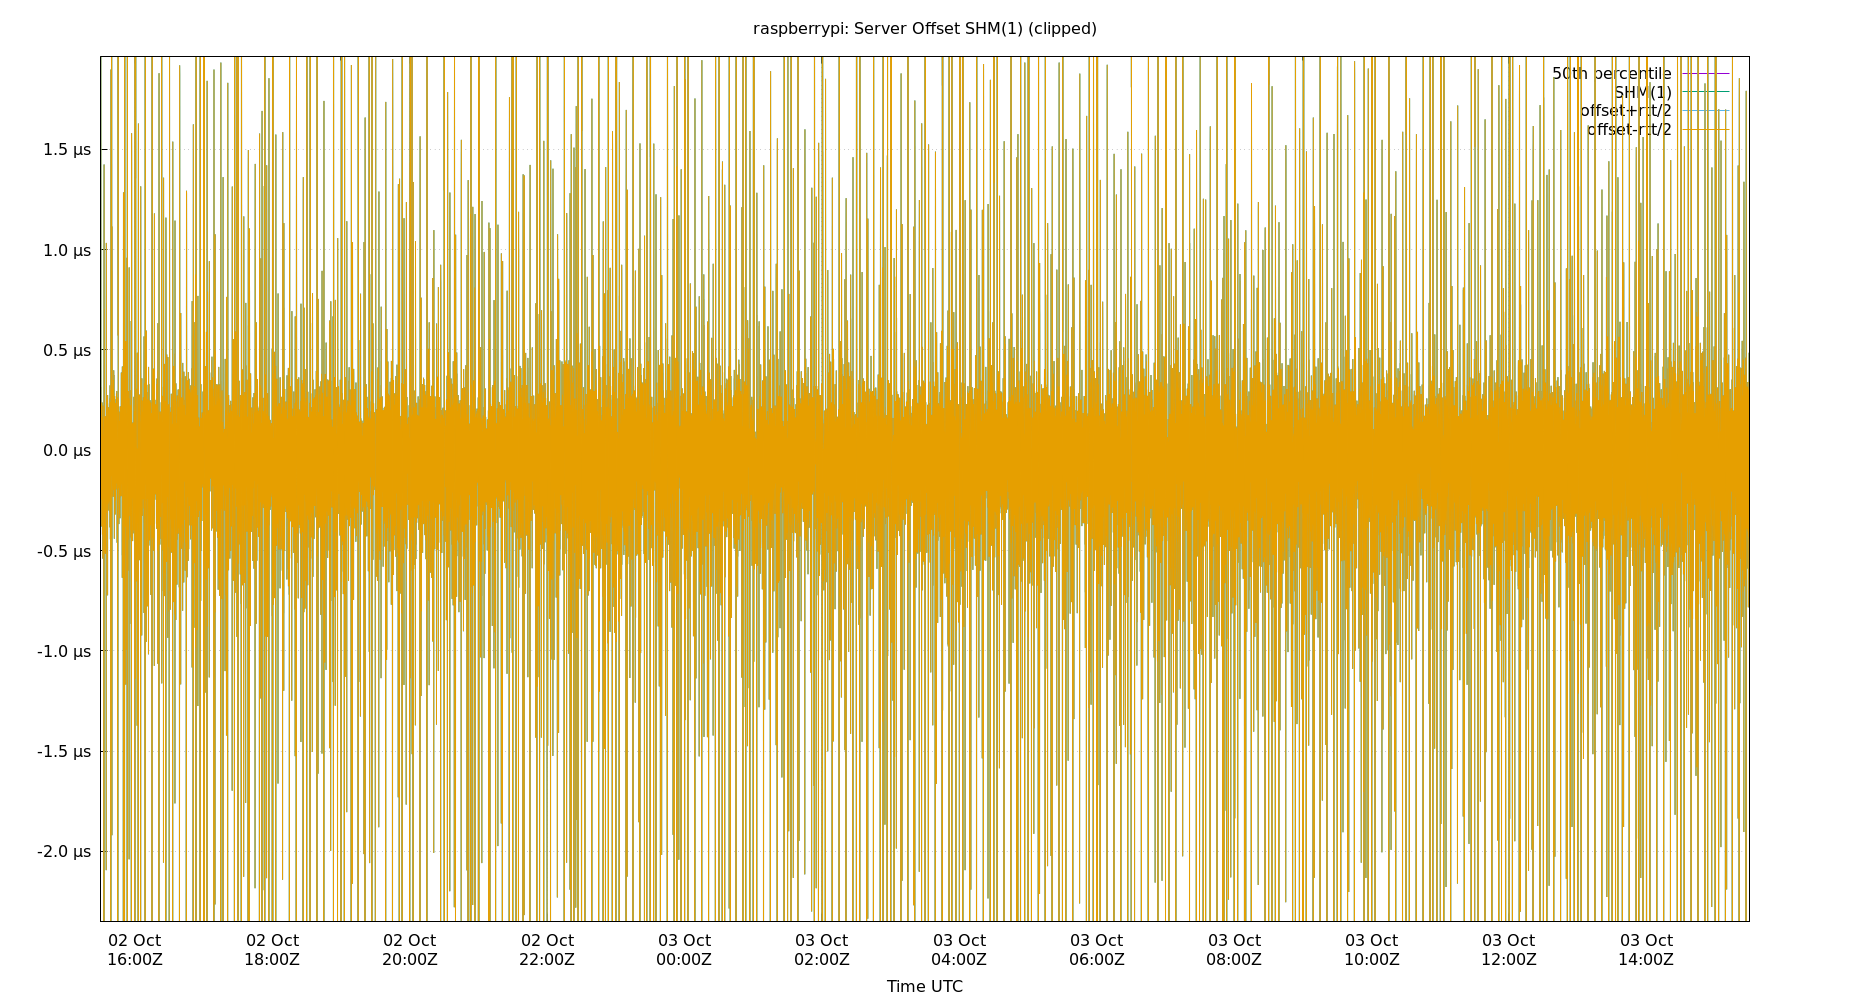 raspberrypi: Server Offset SHM(1) (clipped)
50th percentile
SHM(1)
offset+rtt/2
offset-rtt/2
1.5 µs
1.0 µs
0.5 µs
0.0 µs
-0.5 µs
-1.0 µs
-1.5 µs
-2.0 µs
02 Oct 02 Oct 02 Oct 02 Oct 03 Oct 03 Oct 03 Oct 03 Oct 03 Oct 03 Oct 03 Oct 03 Oct
16:00Z 18:00Z 20:00Z 22:00Z 00:00Z 02:00Z 04:00Z 06:00Z 08:00Z 10:00Z 12:00Z 14:00Z
Time UTC